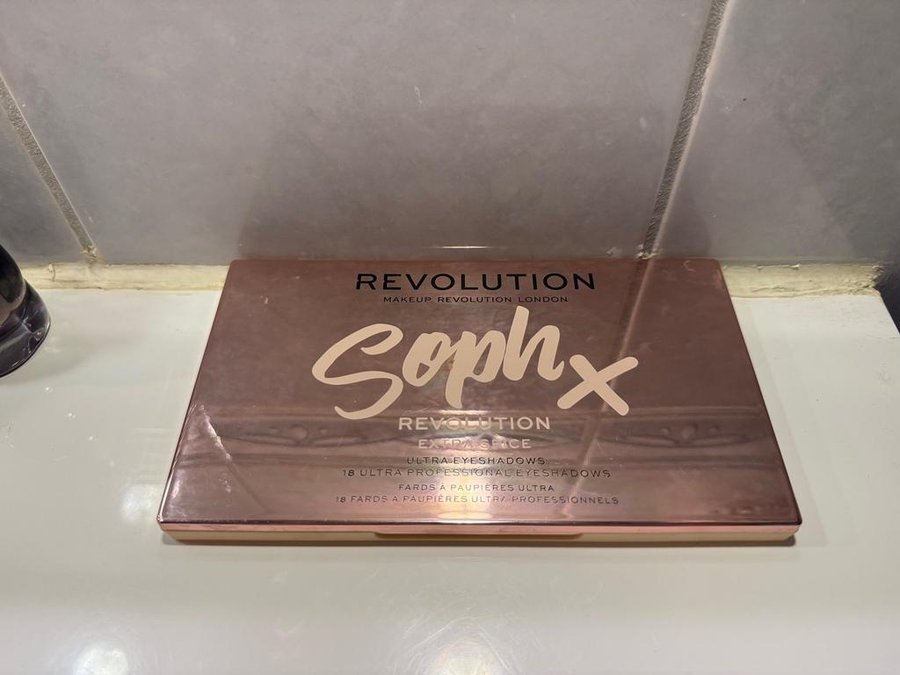 REVOLUTION
MAKEUP REVOLUTION LONDON
Soph x
REVOLUTION
EXTRA SPICE
ULTRA EYESHADOWS
18 ULTRA PROFESSIONAL EYESHADOWS
FARDS À PAUPIÈRES ULTRA
18 FARDS À PAUPIÈRES ULTRA PROFESSIONNELS